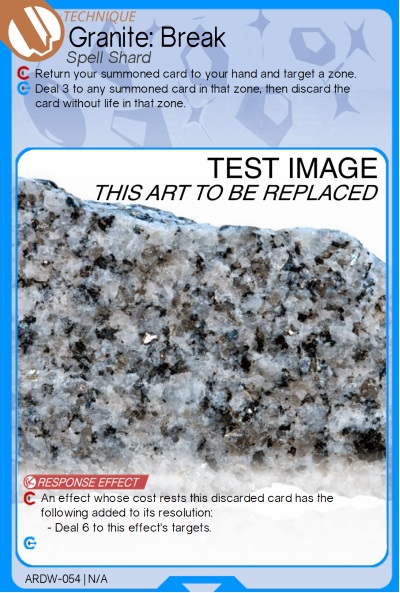 TECHNIQUE
Granite: Break
Spell Shard
Return your summoned card to your hand and target a zone.
Deal 3 to any summoned card in that zone, then discard the
card without life in that zone.
TEST IMAGE
THIS ART TO BE REPLACED
RESPONSE EFFECT
An effect whose cost rests this discarded card has the
following added to its resolution:
- Deal 6 to this effect's targets.
ARDW-054 | N/A